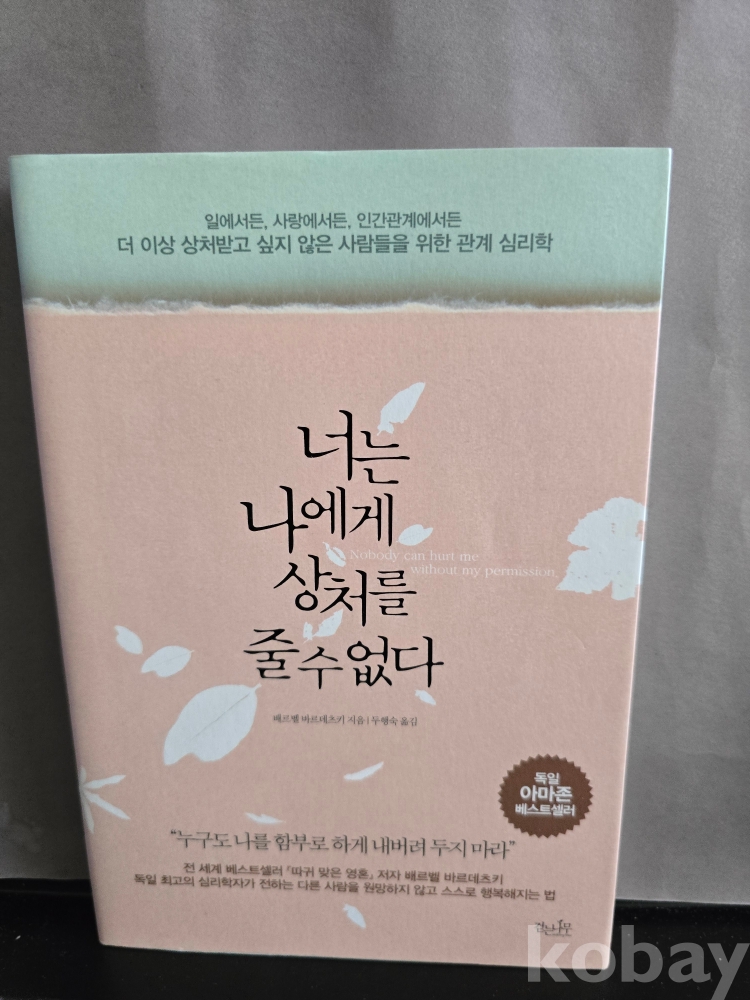 일에서든, 사랑에서든, 인간관계에서든
더 이상 상처받고 싶지 않은 사람들을 위한 관계 심리학
너는
나에게
Nobody can hurt me
without my permission.
상처를
줄 수 없다
배르벨 바르데츠키 지음 | 두행숙 옮김
독일
아마존
베스트셀러
“누구도 나를 함부로 하게 내버려 두지 마라”
전 세계 베스트셀러 「따귀 맞은 영혼」 저자 배르벨 바르데츠키
독일 최고의 심리학자가 전하는 다른 사람을 원망하지 않고 스스로 행복해지는 법
걷는나무
kobay